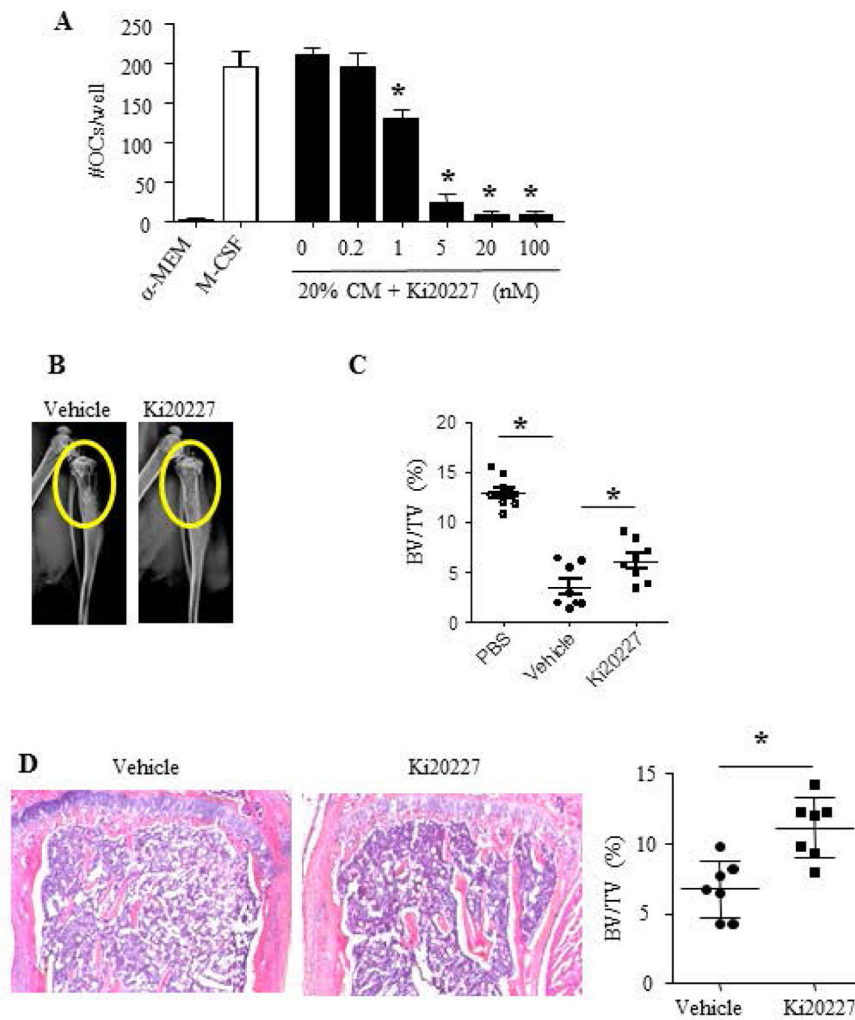 A
250
200
150
100
50
0
#OCs/well
*
*
*
*
α-MEM
M-CSF
0 0.2 1 5 20 100
20% CM + Ki20227 (nM)
B
Vehicle Ki20227
C
20
15
10
5
0
BV/TV (%)
*
*
PBS
Vehicle
Ki20227
D
Vehicle Ki20227
*
15
10
5
0
BV/TV (%)
Vehicle Ki20227